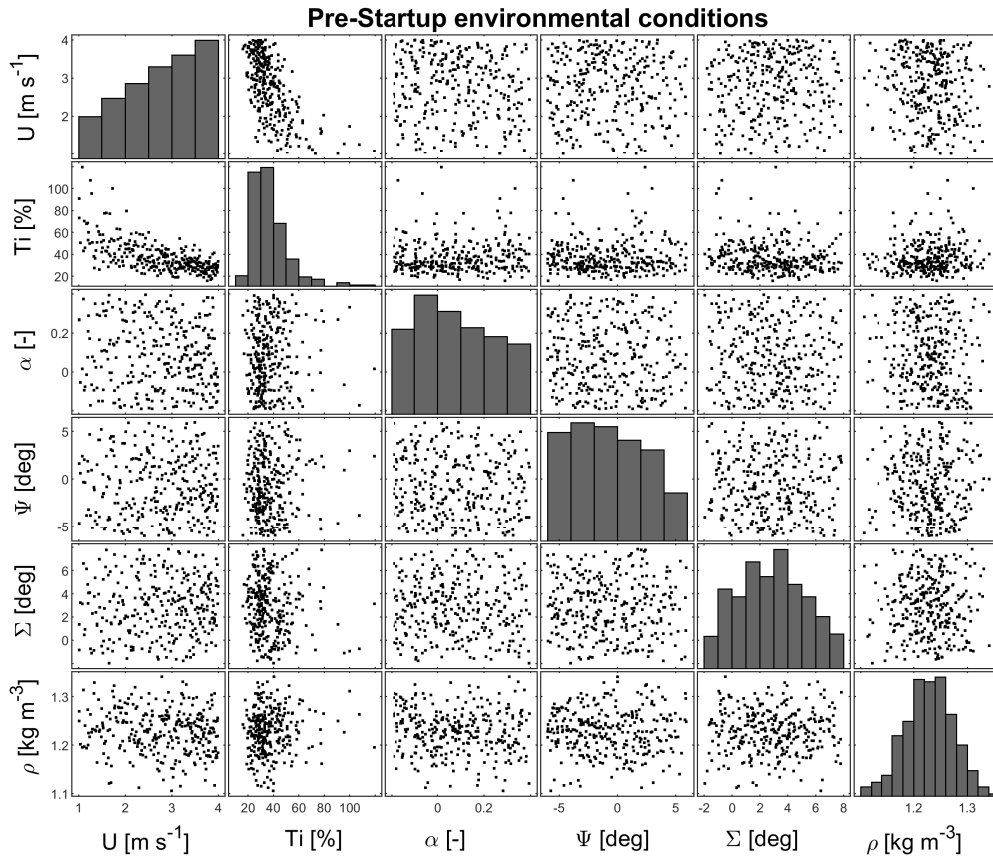 Pre-Startup environmental conditions
U [m s⁻¹]
4
3
2
Ti [%]
100
80
60
40
20
α [-]
0.2
0
Ψ [deg]
5
0
-5
Σ [deg]
6
4
2
0
ρ [kg m⁻³]
1.3
1.2
1.1
1 2 3 4 20 40 60 80 100 0 0.2 -5 0 5 -2 0 2 4 6 8 1.2 1.3
U [m s⁻¹] Ti [%] α [-] Ψ [deg] Σ [deg] ρ [kg m⁻³]